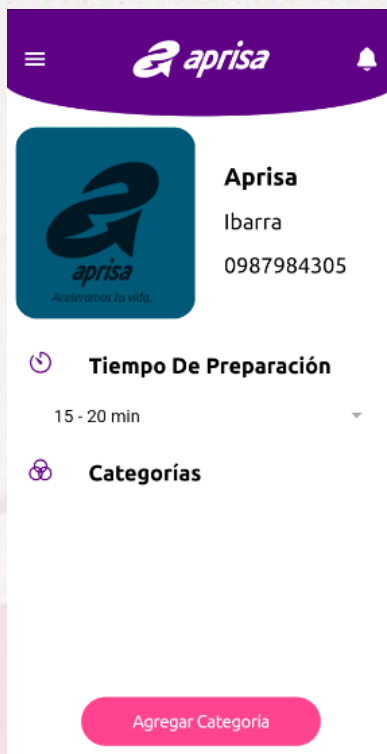 aprisa
aprisa
Aceleramos tu vida.
Aprisa
Ibarra
0987984305
Tiempo De Preparación
15 - 20 min
Categorías
Agregar Categoría